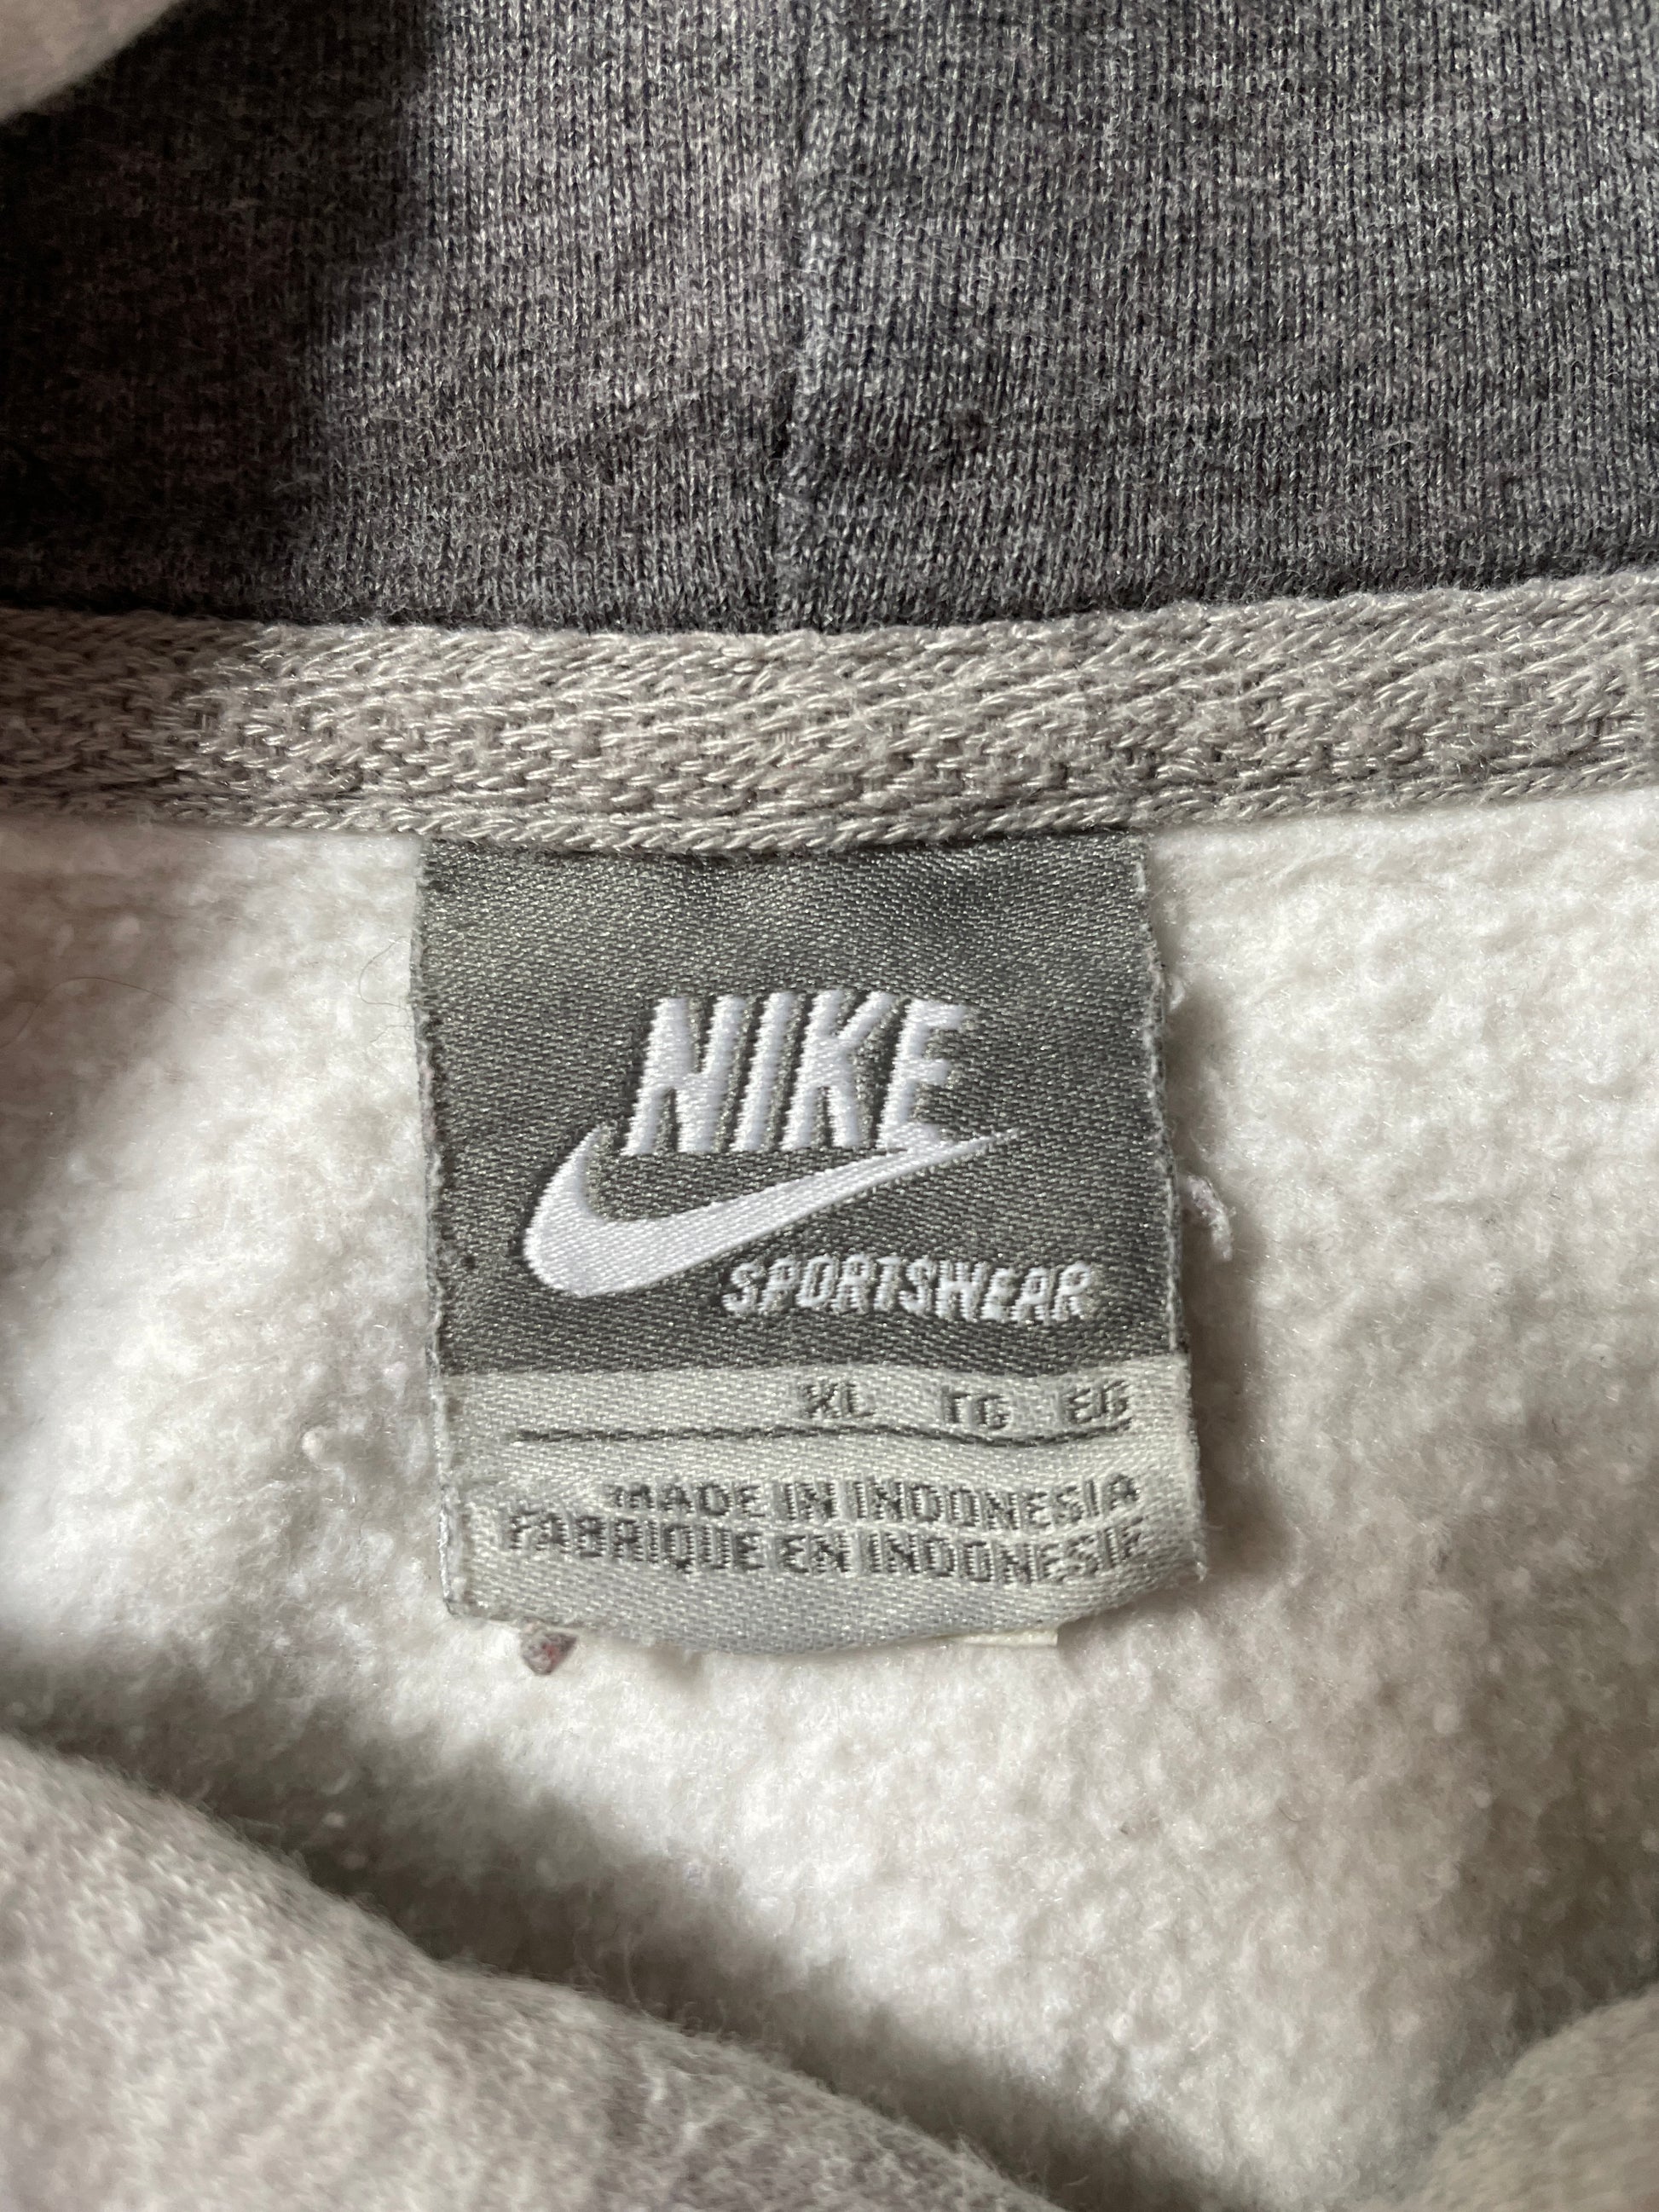 NIKE
SPORTSWEAR
XL TG EG
MADE IN INDONESIA
FABRIQUE EN INDONESIE